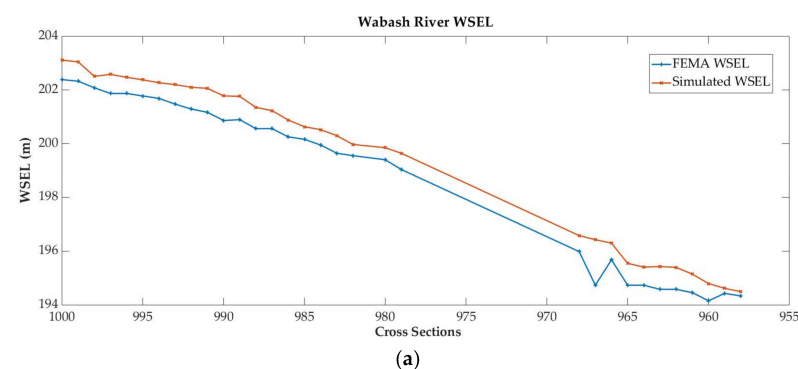 Wabash River WSEL
204
202
200
198
196
194
WSEL (m)
FEMA WSEL
Simulated WSEL
1000 995 990 985 980 975 970 965 960 955
Cross Sections
(a)